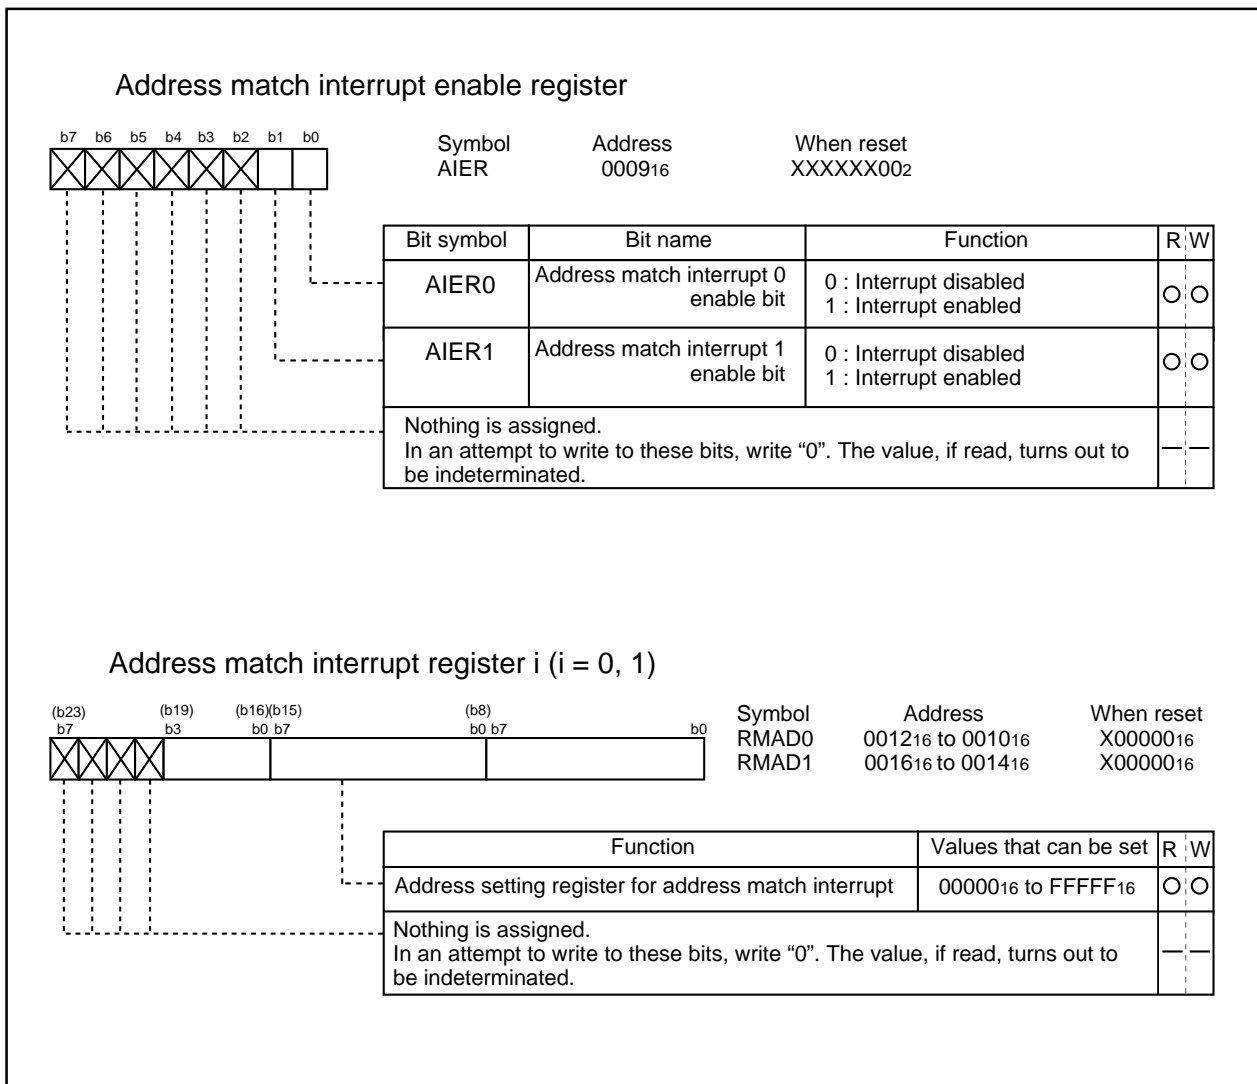 Address match interrupt enable register
b7 b6 b5 b4 b3 b2 b1 b0
Symbol Address When reset
AIER 000916 XXXXXX002
Bit symbol Bit name Function R W
AIER0 Address match interrupt 0 enable bit 0 : Interrupt disabled
1 : Interrupt enabled
AIER1 Address match interrupt 1 enable bit 0 : Interrupt disabled
1 : Interrupt enabled
Nothing is assigned.
In an attempt to write to these bits, write “0”. The value, if read, turns out to
be indeterminated.
Address match interrupt register i (i = 0, 1)
(b23) (b19) (b16)(b15) (b8)
b7 b3 b0 b7 b0 b7 b0
Symbol Address When reset
RMAD0 001216 to 001016 X0000016
RMAD1 001616 to 001416 X0000016
Function Values that can be set R W
Address setting register for address match interrupt 0000016 to FFFFF16
Nothing is assigned.
In an attempt to write to these bits, write “0”. The value, if read, turns out to
be indeterminated.